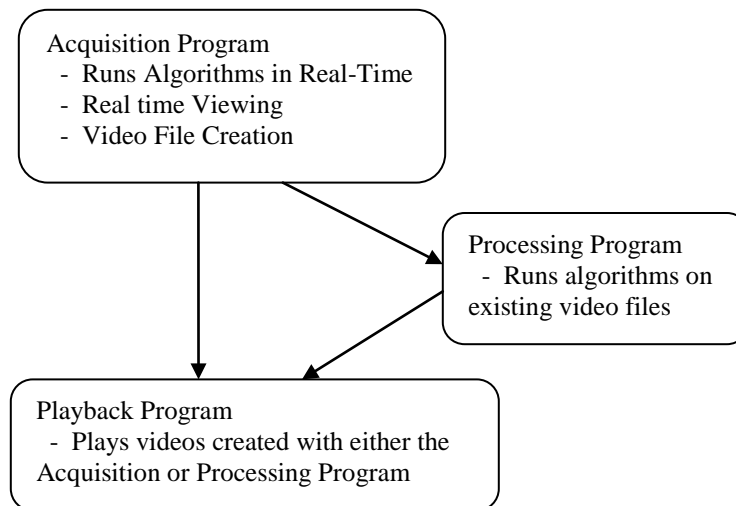 Acquisition Program
- Runs Algorithms in Real-Time
- Real time Viewing
- Video File Creation
Processing Program
- Runs algorithms on
existing video files
Playback Program
- Plays videos created with either the
Acquisition or Processing Program